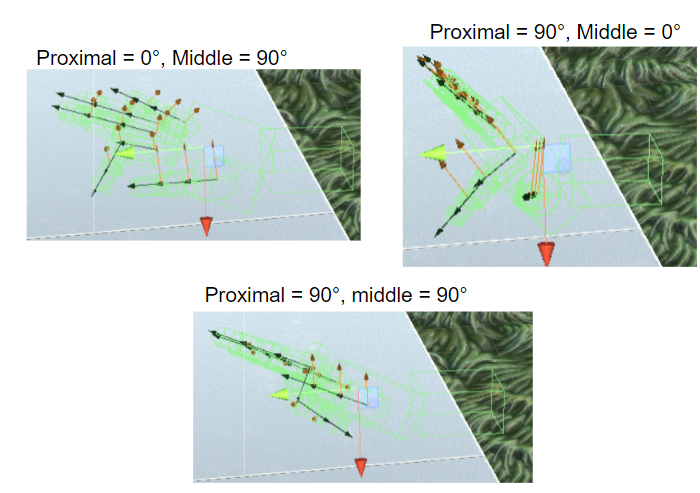 Proximal = 90°, Middle = 0°
Proximal = 0°, Middle = 90°
Proximal = 90°, middle = 90°